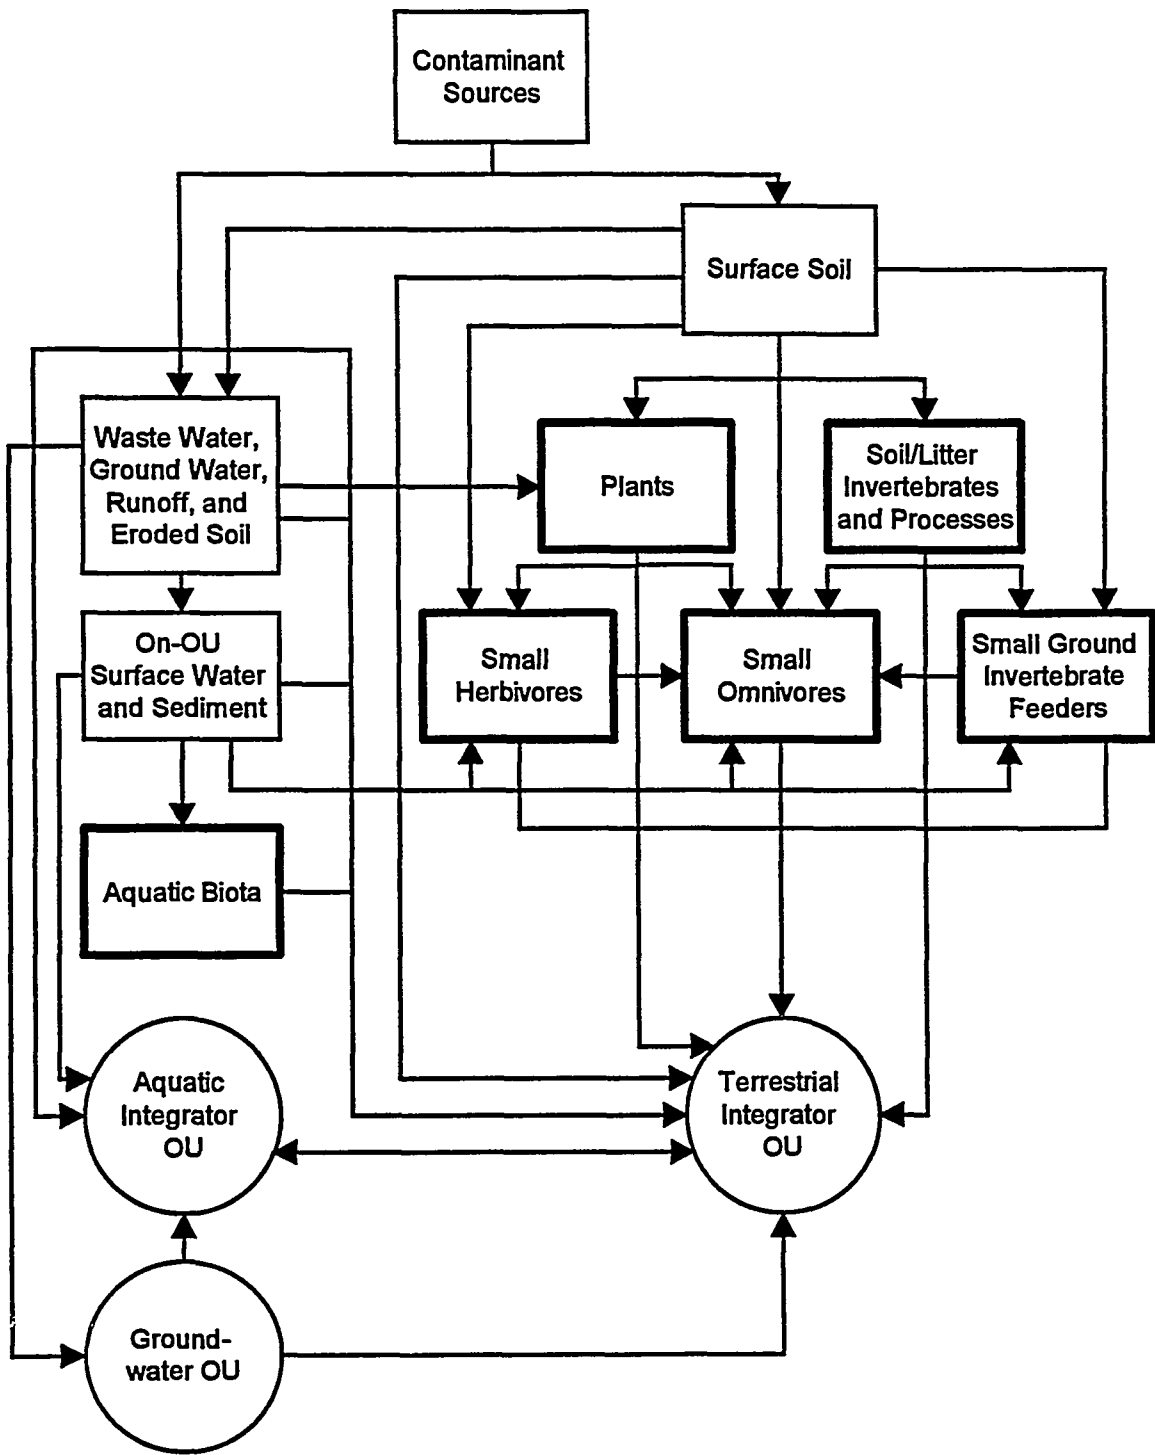 Contaminant
Sources
Surface Soil
Waste Water,
Ground Water,
Runoff, and
Eroded Soil
Plants
Soil/Litter
Invertebrates
and Processes
On-OU
Surface Water
and Sediment
Small
Herbivores
Small
Omnivores
Small Ground
Invertebrate
Feeders
Aquatic Biota
Aquatic
Integrator
OU
Terrestrial
Integrator
OU
Ground-
water OU